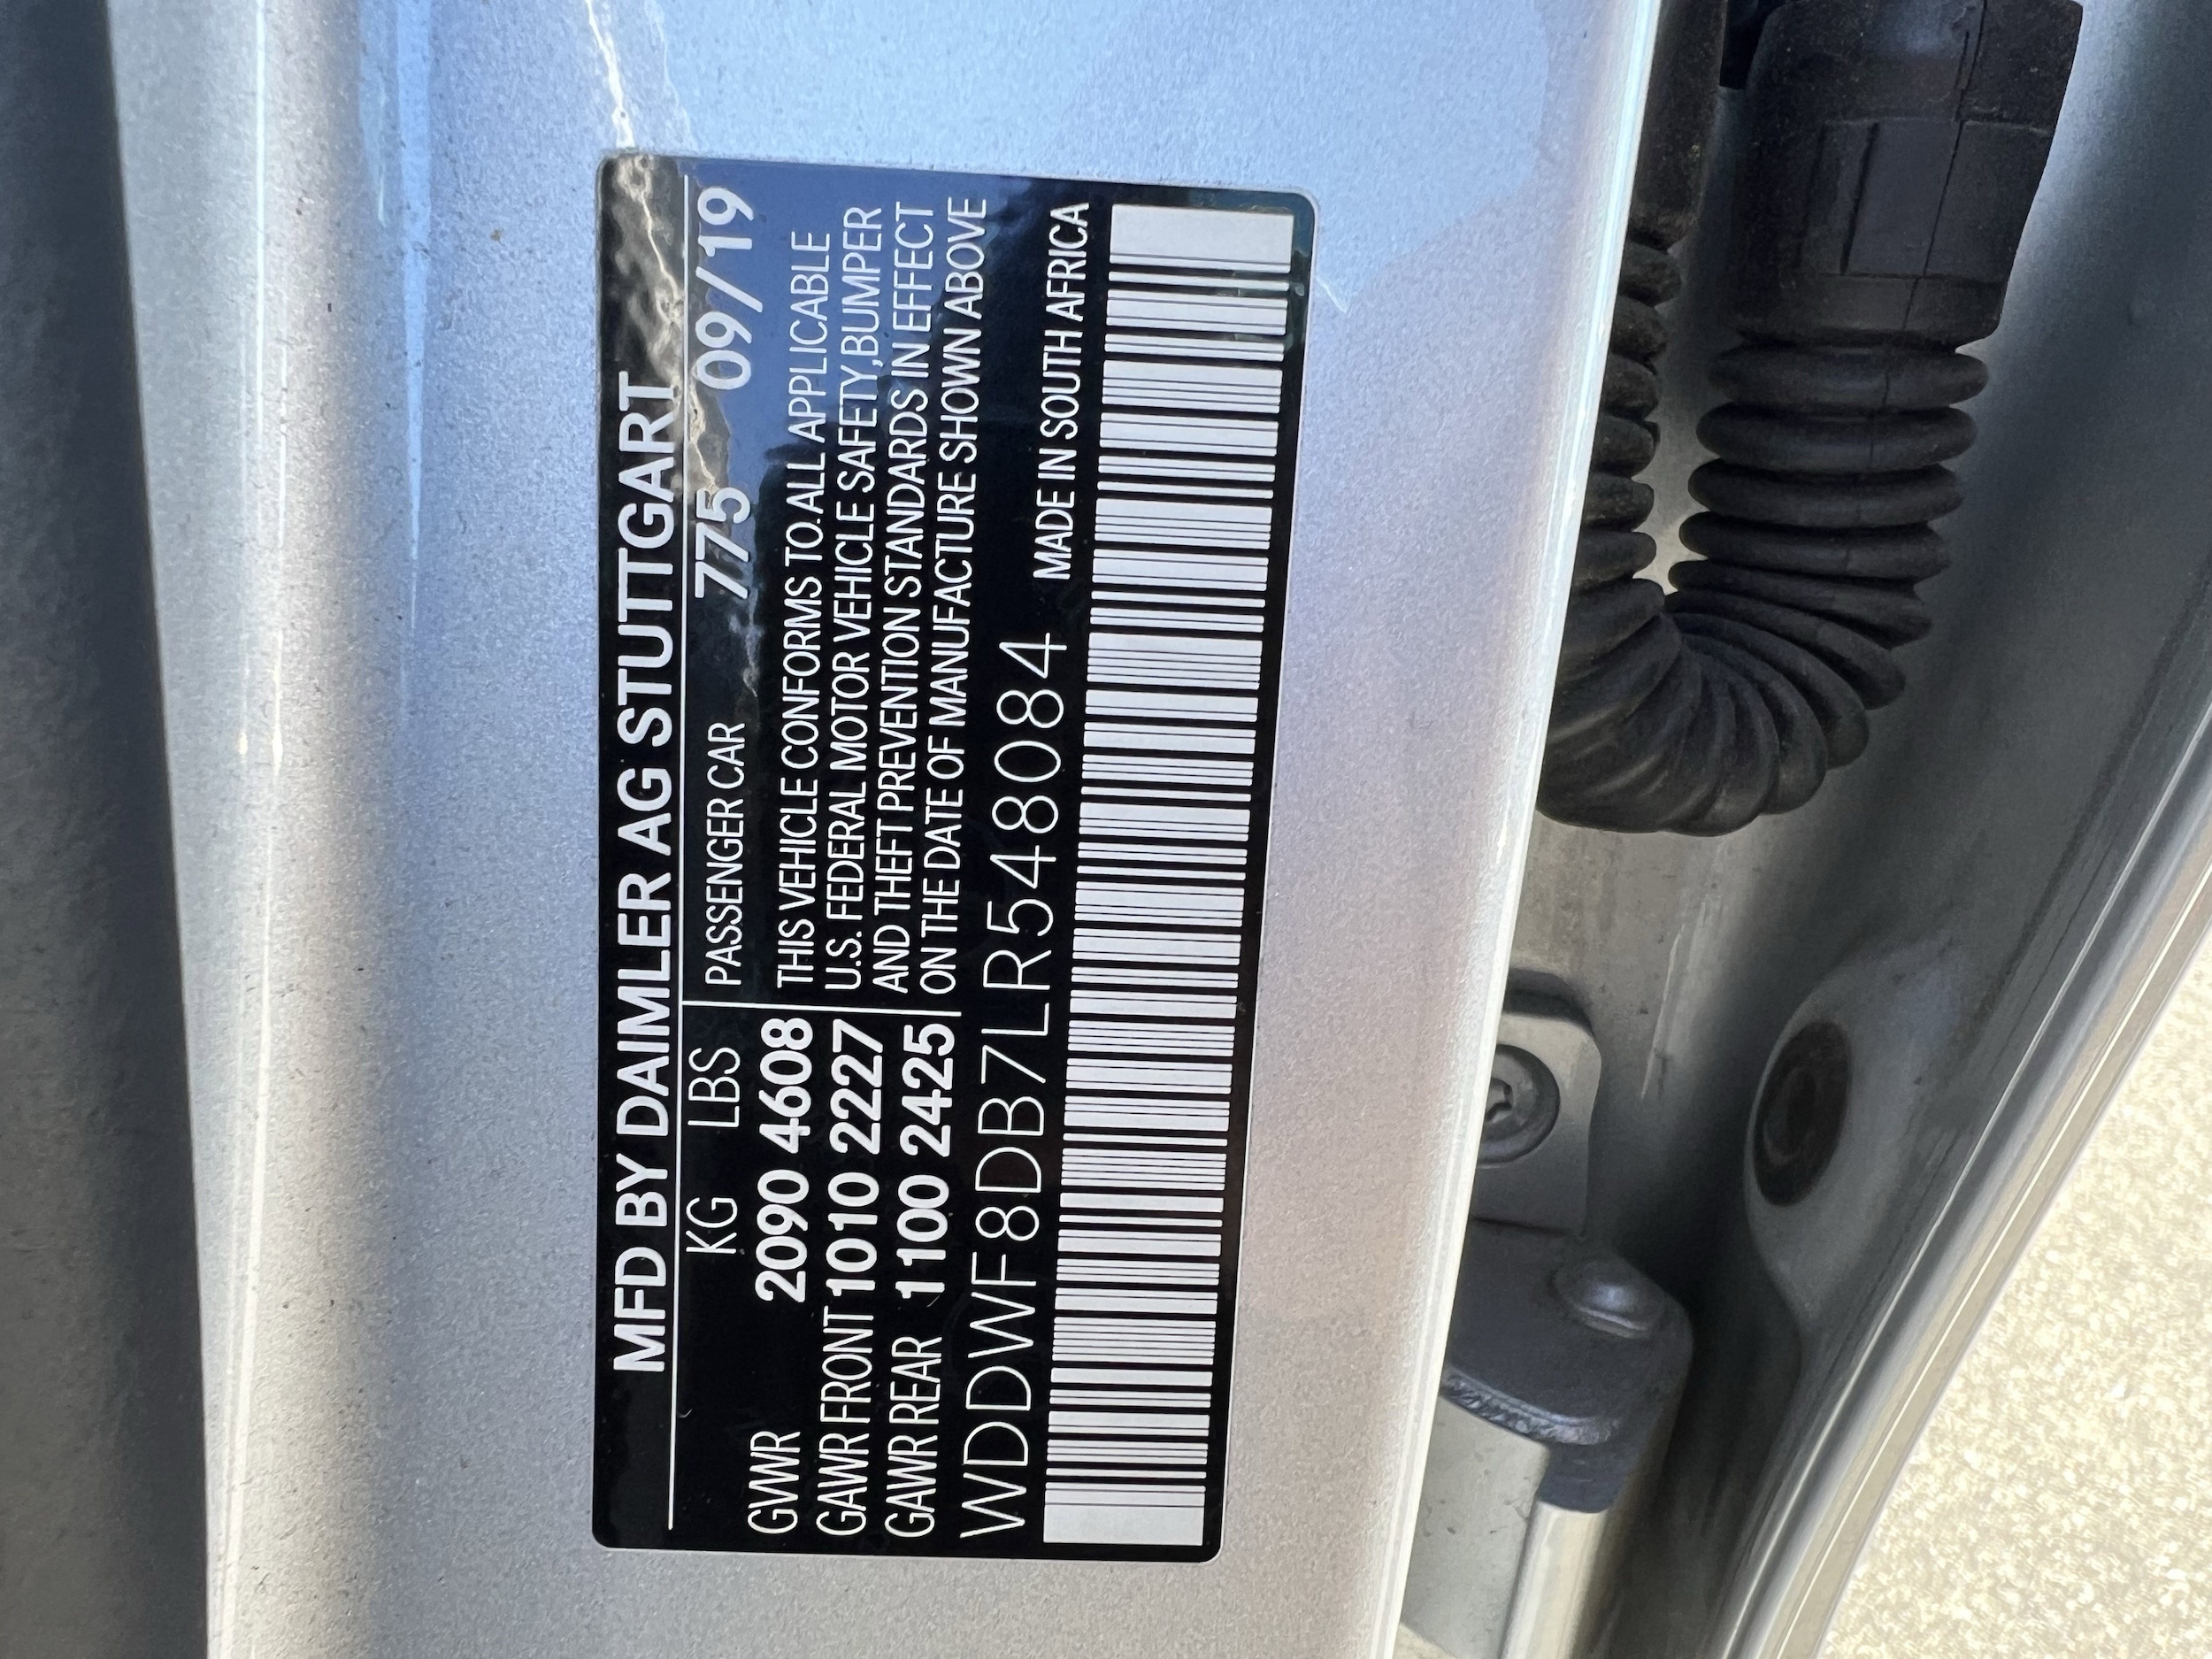 MFD BY DAIMLER AG STUTTGART
KG LBS PASSENGER CAR 775 09/19
GVWR 2090 4608 THIS VEHICLE CONFORMS TO ALL APPLICABLE
GAWR FRONT 1010 2227 U.S. FEDERAL MOTOR VEHICLE SAFETY,BUMPER
GAWR REAR 1100 2425 AND THEFT PREVENTION STANDARDS IN EFFECT
ON THE DATE OF MANUFACTURE SHOWN ABOVE
WDDWF8DB7LR548084 MADE IN SOUTH AFRICA